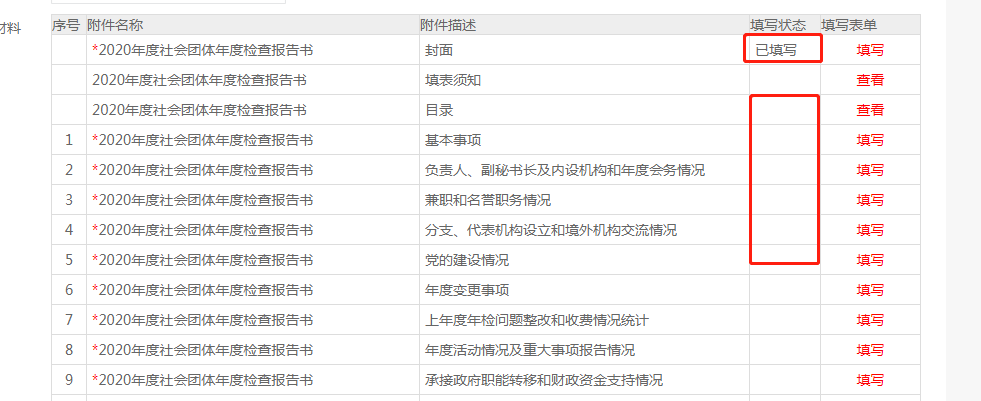 材料
序号 附件名称 附件描述 填写状态 填写表单
*2020年度社会团体年度检查报告书 封面 已填写 填写
2020年度社会团体年度检查报告书 填表须知 查看
2020年度社会团体年度检查报告书 目录 查看
1 *2020年度社会团体年度检查报告书 基本事项 填写
2 *2020年度社会团体年度检查报告书 负责人、副秘书长及内设机构和年度会务情况 填写
3 *2020年度社会团体年度检查报告书 兼职和名誉职务情况 填写
4 *2020年度社会团体年度检查报告书 分支、代表机构设立和境外机构交流情况 填写
5 *2020年度社会团体年度检查报告书 党的建设情况 填写
6 *2020年度社会团体年度检查报告书 年度变更事项 填写
7 *2020年度社会团体年度检查报告书 上年度年检问题整改和收费情况统计 填写
8 *2020年度社会团体年度检查报告书 年度活动情况及重大事项报告情况 填写
9 *2020年度社会团体年度检查报告书 承接政府职能转移和财政资金支持情况 填写